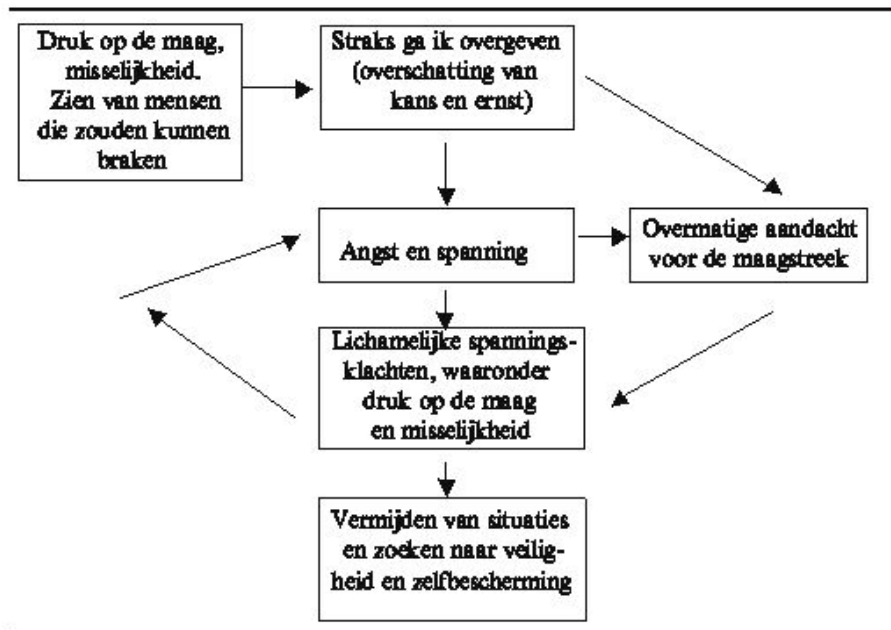 Druk op de maag,
misselijkheid.
Zien van mensen
die zouden kunnen
braken
Straks ga ik overgeven
(overschatting van
kans en ernst)
Angst en spanning
Overmatige aandacht
voor de maagstreek
Lichamelijke spannings-
klachten, waaronder
druk op de maag
en misselijkheid
Vermijden van situaties
en zoeken naar veilig-
heid en zelfbescherming